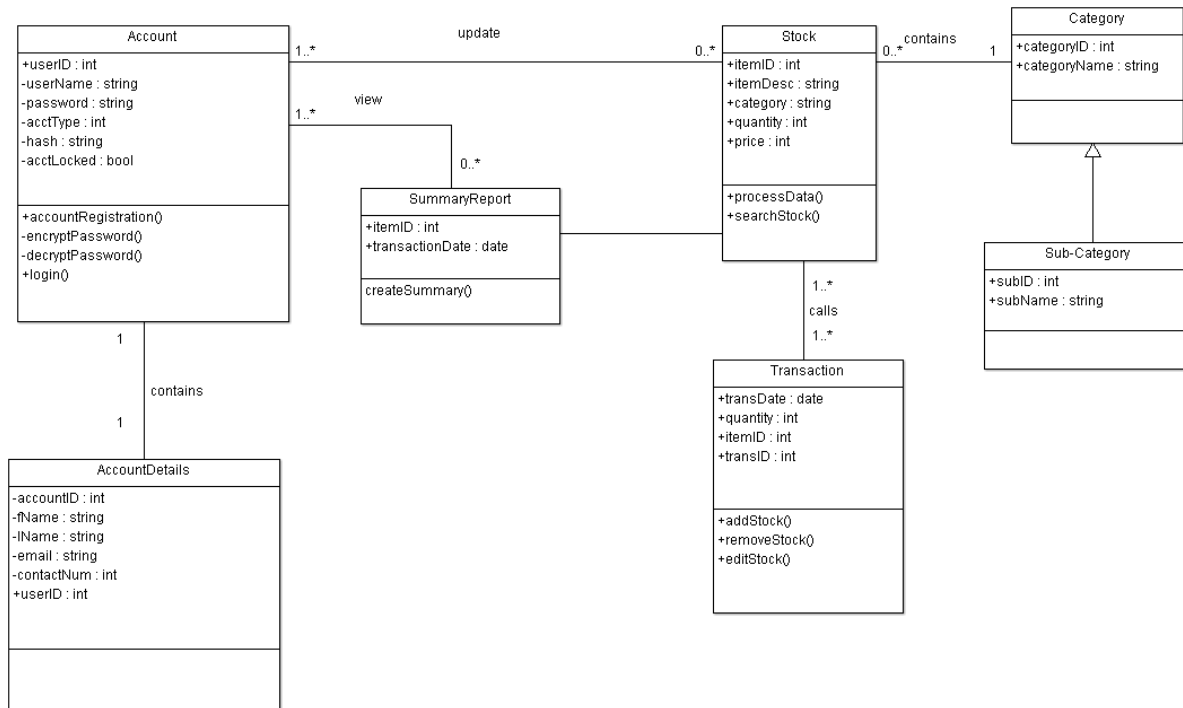 Account
+userID : int
-userName : string
-password : string
-acctType : int
-hash : string
-acctLocked : bool
+accountRegistration()
-encryptPassword()
-decryptPassword()
+login()
1..*
update
0..*
1..*
view
0..*
SummaryReport
+itemID : int
+transactionDate : date
createSummary()
Stock
+itemID : int
+itemDesc : string
+category : string
+quantity : int
+price : int
+processData()
+searchStock()
contains
0..*
1
Category
+categoryID : int
+categoryName : string
Sub-Category
+subID : int
+subName : string
1..*
calls
1..*
Transaction
+transDate : date
+quantity : int
+itemID : int
+transID : int
+addStock()
+removeStock()
+editStock()
1
contains
1
AccountDetails
-accountID : int
-fName : string
-lName : string
-email : string
-contactNum : int
+userID : int